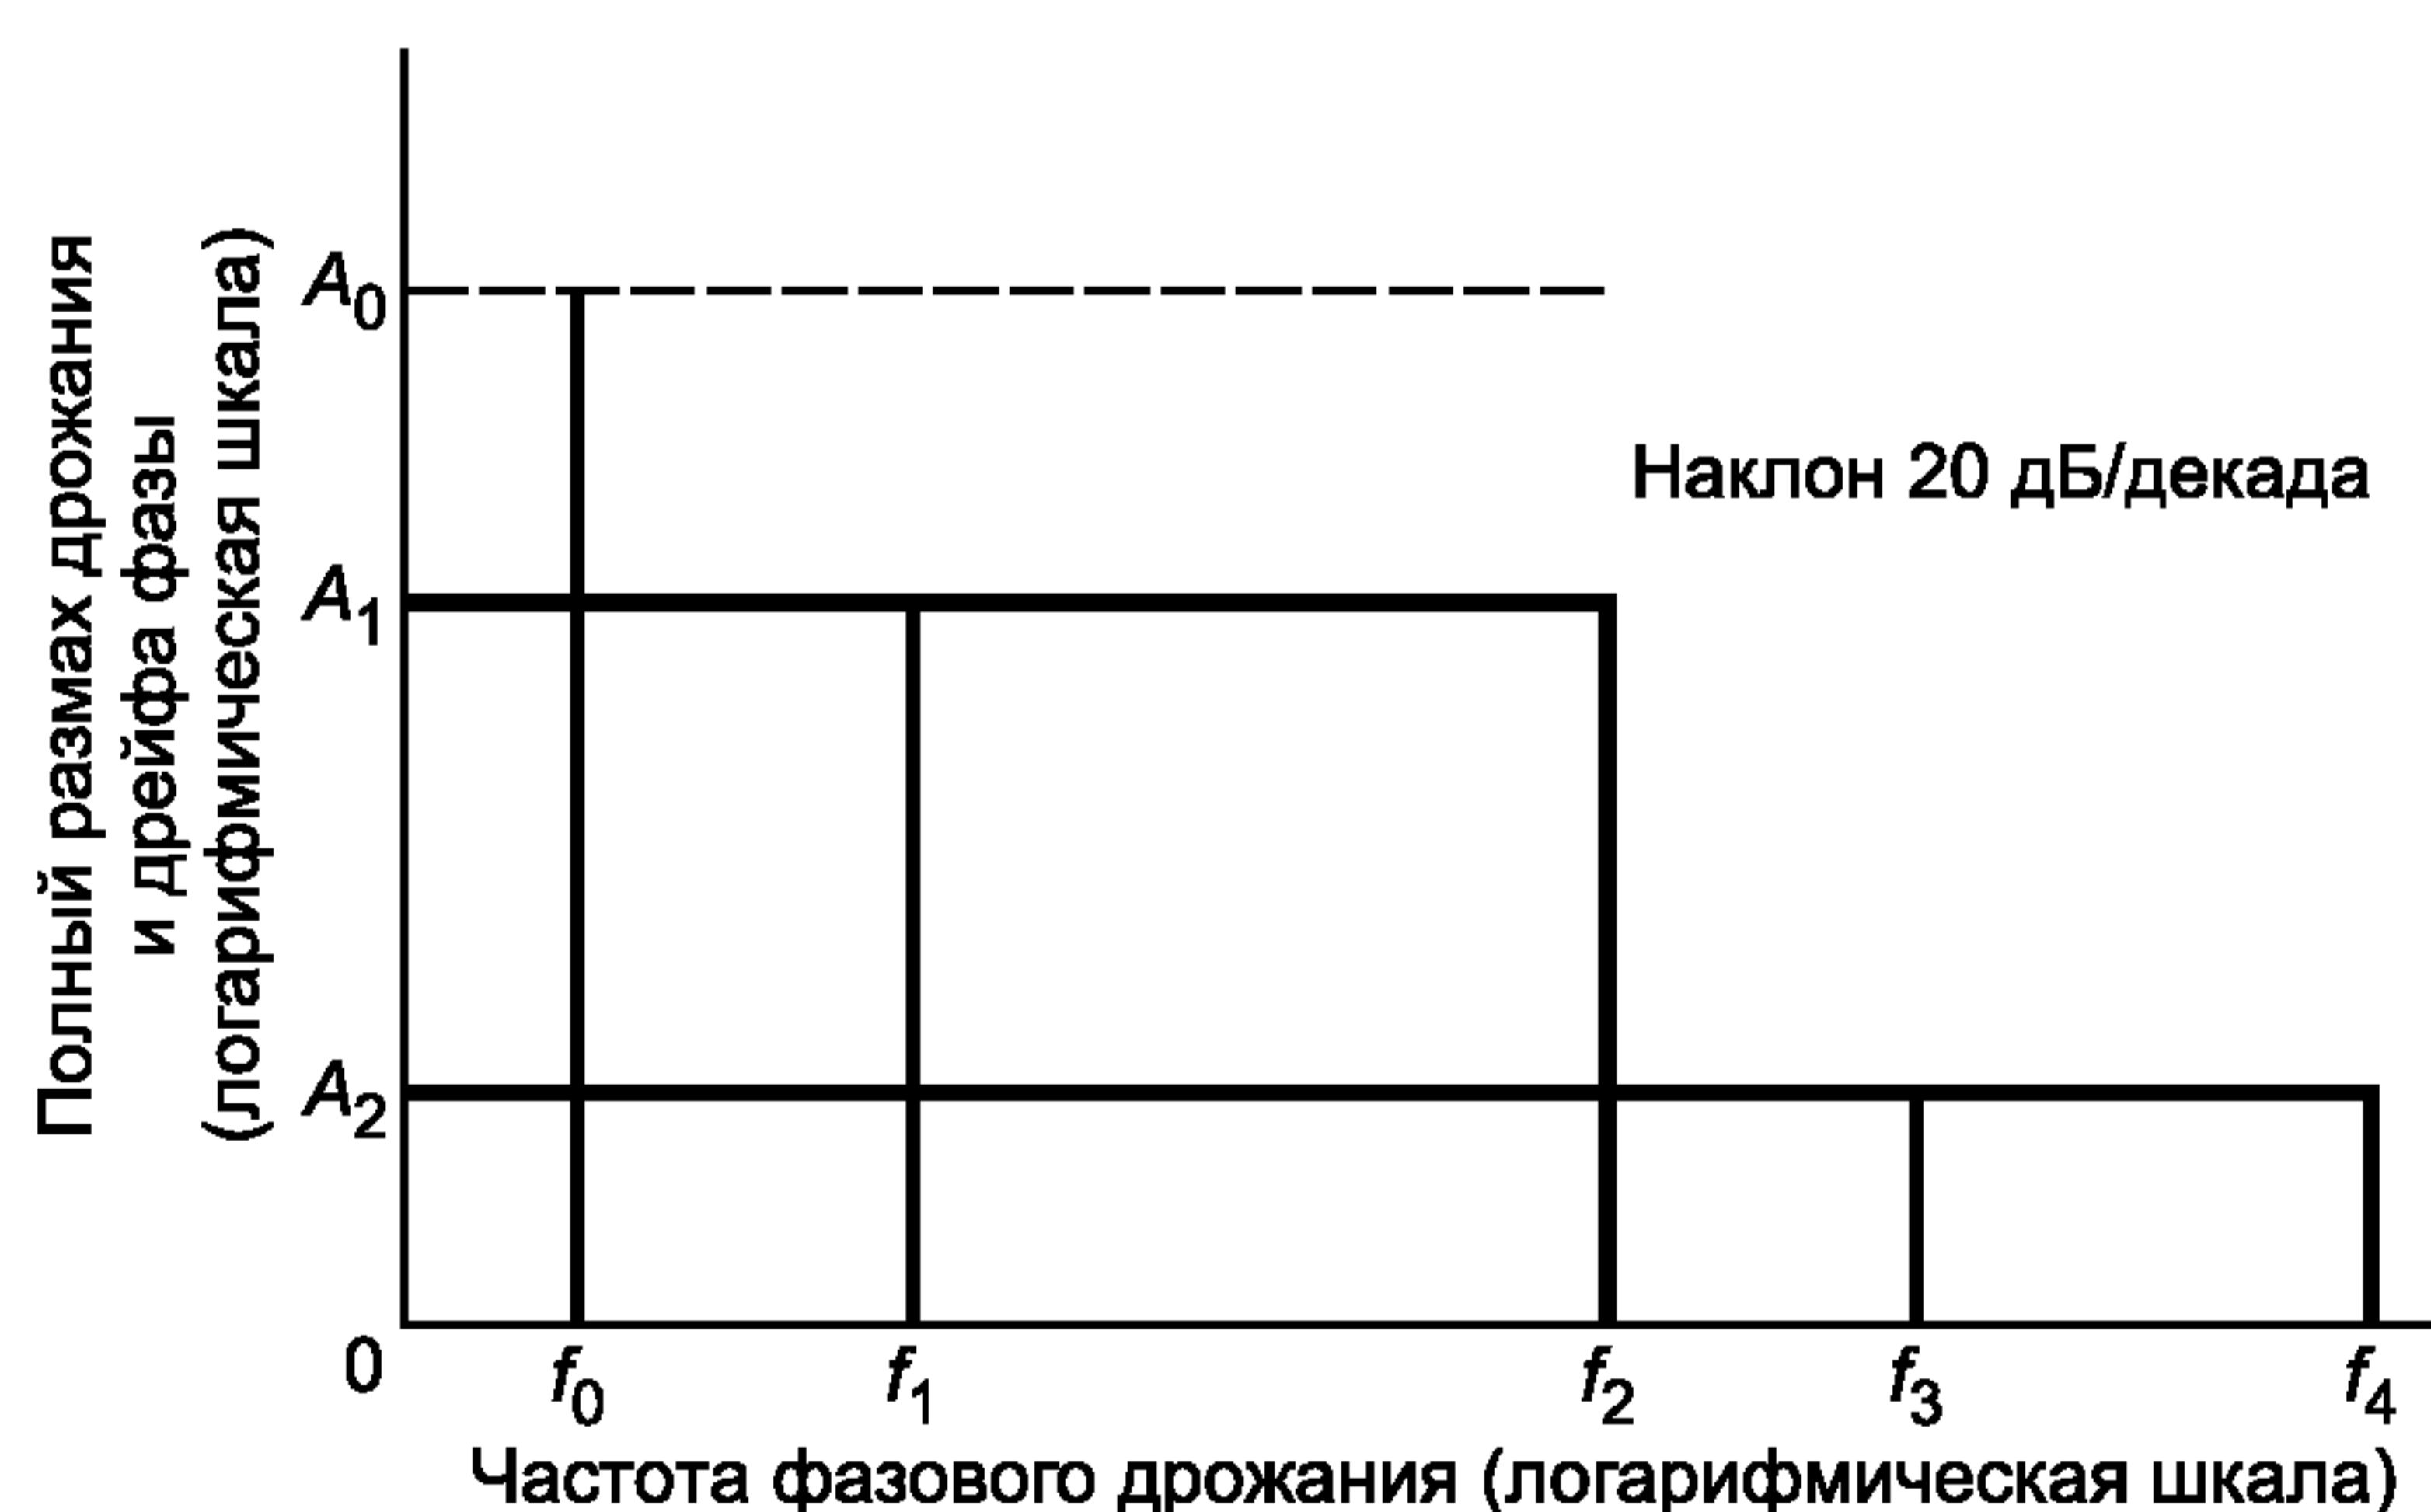 Полный размах дрожания
и дрейфа фазы
(логарифмическая шкала)
A0
A1
A2
Наклон 20 дБ/декада
0
f0
f1
f2
f3
f4
Частота фазового дрожания (логарифмическая шкала)